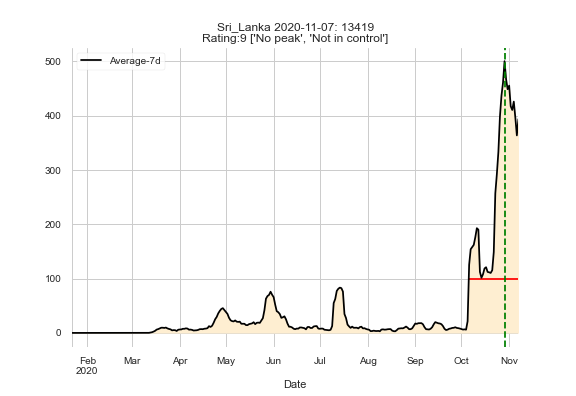 Sri_Lanka 2020-11-07: 13419
Rating:9 ['No peak', 'Not in control']
Average-7d
500
400
300
200
100
0
Feb Mar Apr May Jun Jul Aug Sep Oct Nov
2020
Date